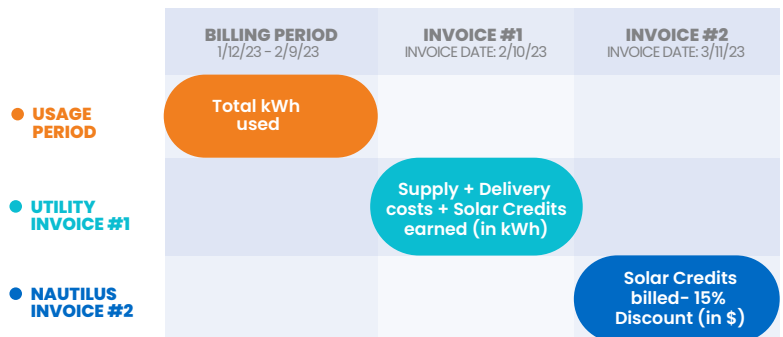 BILLING PERIOD
1/12/23 - 2/9/23
INVOICE #1
INVOICE DATE: 2/10/23
INVOICE #2
INVOICE DATE: 3/11/23
USAGE
PERIOD
Total kWh
used
UTILITY
INVOICE #1
Supply + Delivery
costs + Solar Credits
earned (in kWh)
NAUTILUS
INVOICE #2
Solar Credits
billed- 15%
Discount (in $)